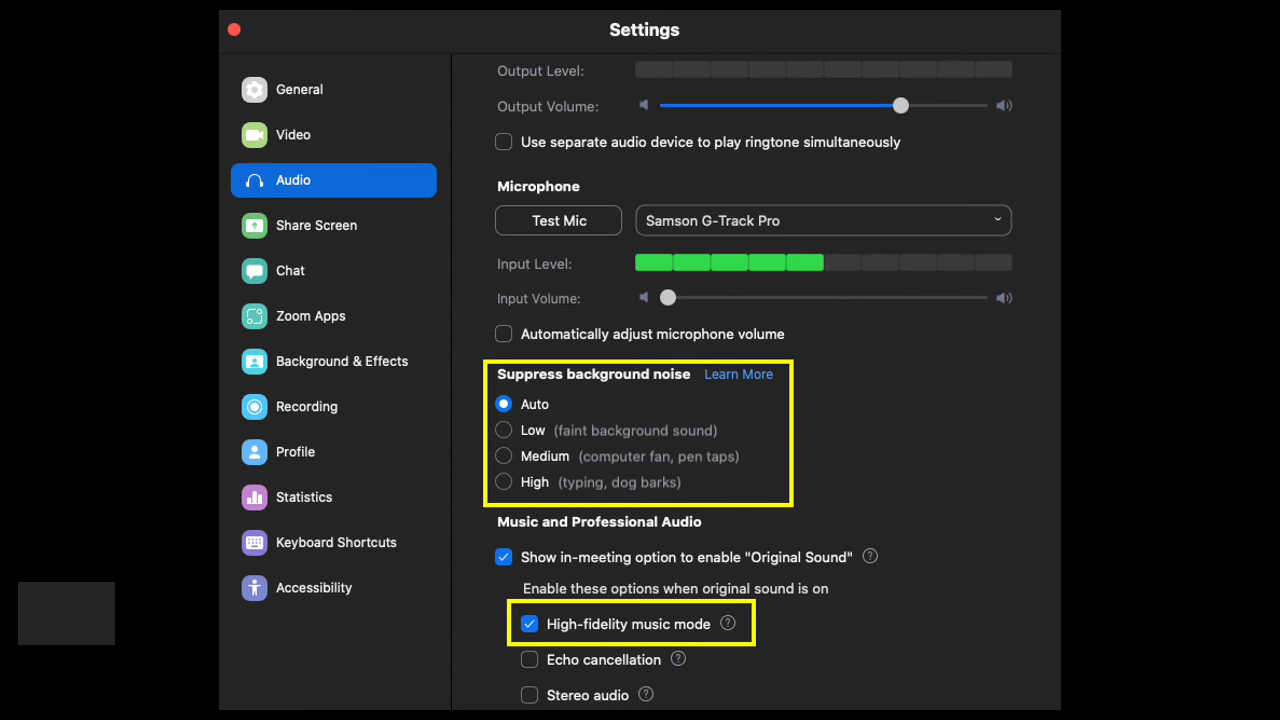 Settings
General
Video
Audio
Share Screen
Chat
Zoom Apps
Background & Effects
Recording
Profile
Statistics
Keyboard Shortcuts
Accessibility
Output Level:
Output Volume:
Use separate audio device to play ringtone simultaneously
Microphone
Test Mic Samson G-Track Pro
Input Level:
Input Volume:
Automatically adjust microphone volume
Suppress background noise Learn More
Auto
Low (faint background sound)
Medium (computer fan, pen taps)
High (typing, dog barks)
Music and Professional Audio
Show in-meeting option to enable "Original Sound" ?
Enable these options when original sound is on
High-fidelity music mode ?
Echo cancellation ?
Stereo audio ?